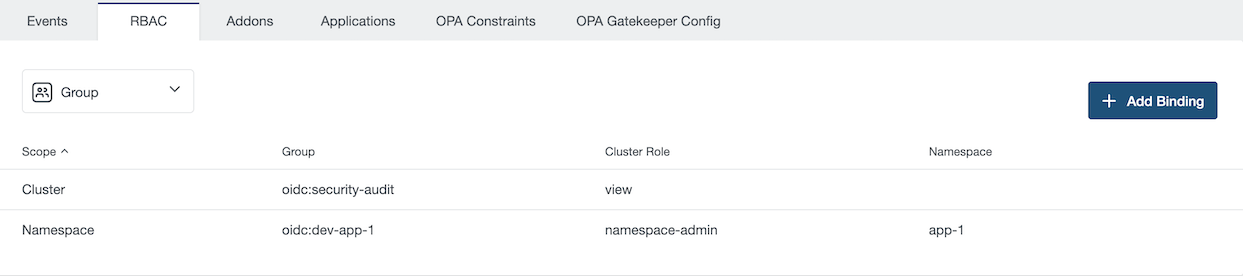 Events RBAC Addons Applications OPA Constraints OPA Gatekeeper Config
Group
+ Add Binding
Scope Group Cluster Role Namespace
Cluster oidc:security-audit view
Namespace oidc:dev-app-1 namespace-admin app-1